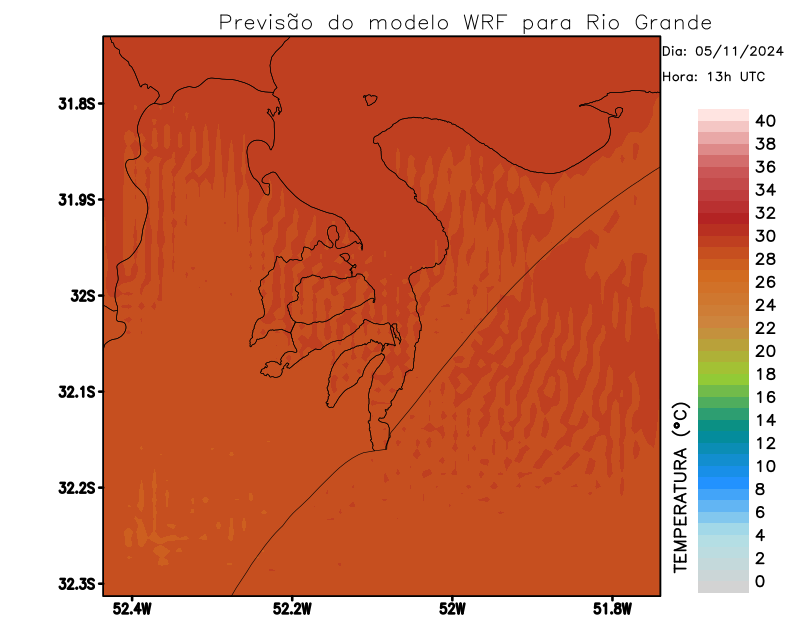 Previsão do modelo WRF para Rio Grande
Dia: 05/11/2024
Hora: 13h UTC
31.8S
31.9S
32S
32.1S
32.2S
32.3S
52.4W
52.2W
52W
51.8W
TEMPERATURA (°C)
40
38
36
34
32
30
28
26
24
22
20
18
16
14
12
10
8
6
4
2
0